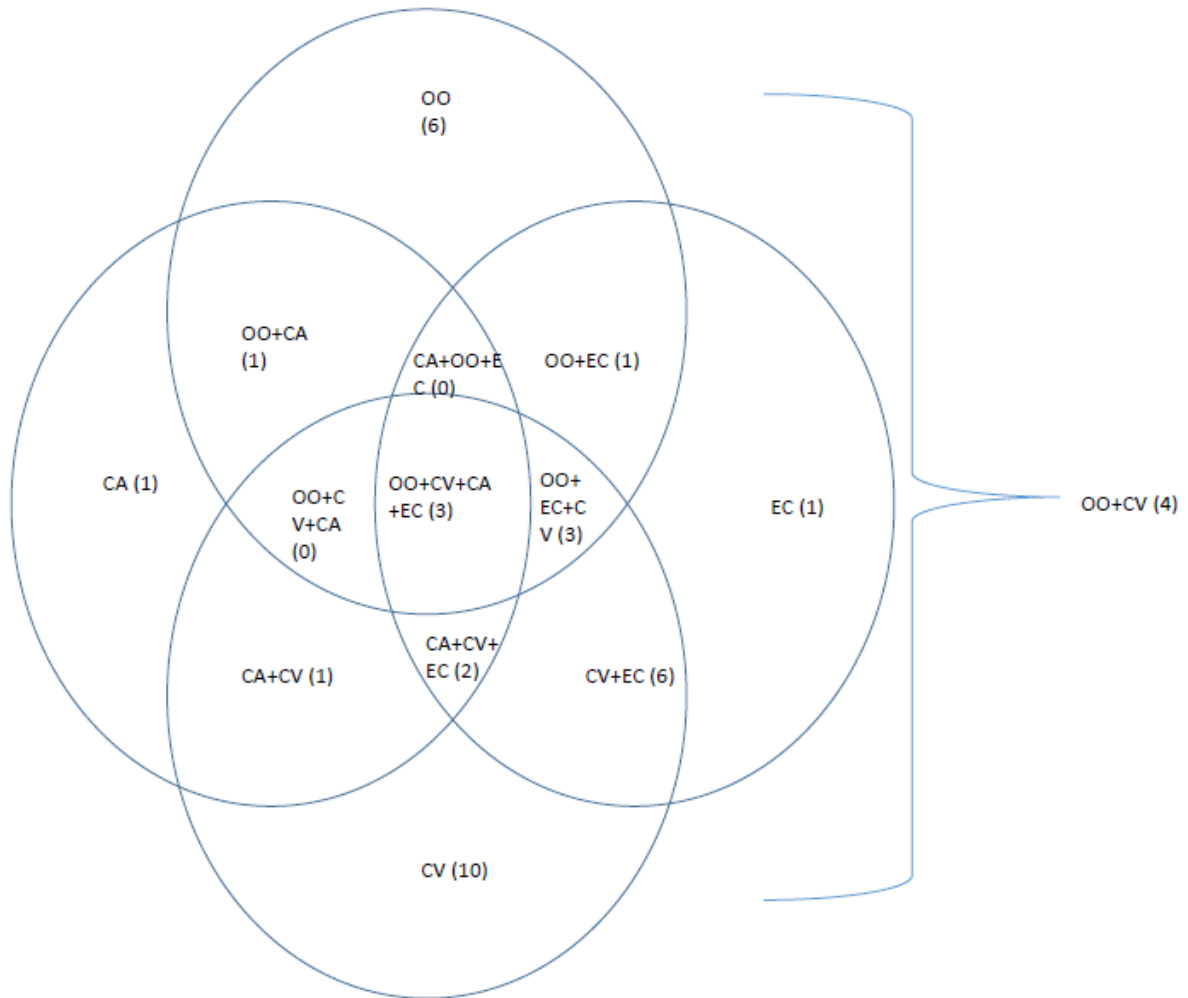 OO
(6)
OO+CA
(1)
CA+OO+E
C (0)
OO+EC (1)
CA (1)
OO+C
V+CA
(0)
OO+CV+CA
+EC (3)
OO+
EC+C
V (3)
EC (1)
OO+CV (4)
CA+CV (1)
CA+CV+
EC (2)
CV+EC (6)
CV (10)